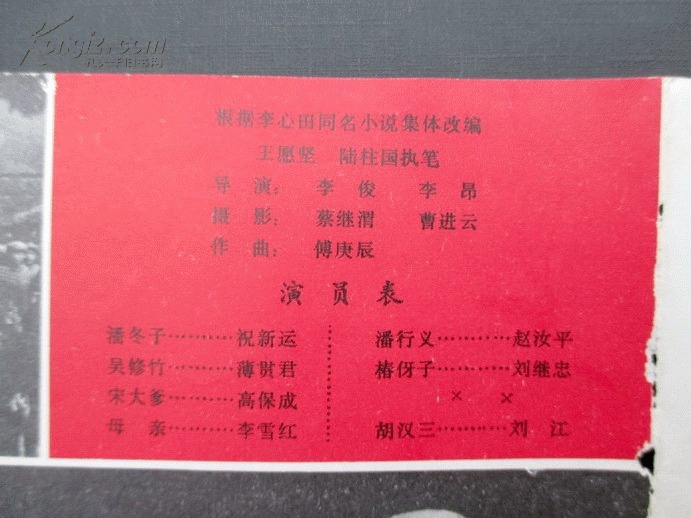 Kongfz.com
孔夫子旧书网
根据李心田同名小说集体改编
王愿坚 陆柱国执笔
导 演: 李 俊 李 昂
摄 影: 蔡继渭 曹进云
作 曲: 傅庚辰
演 员 表
潘冬子··········祝新运
吴修竹··········薄贯君
宋大爹··········高保成
母 亲··········李雪红
潘行义···········赵汝平
椿伢子···········刘继忠
× ×
胡汉三···········刘 江